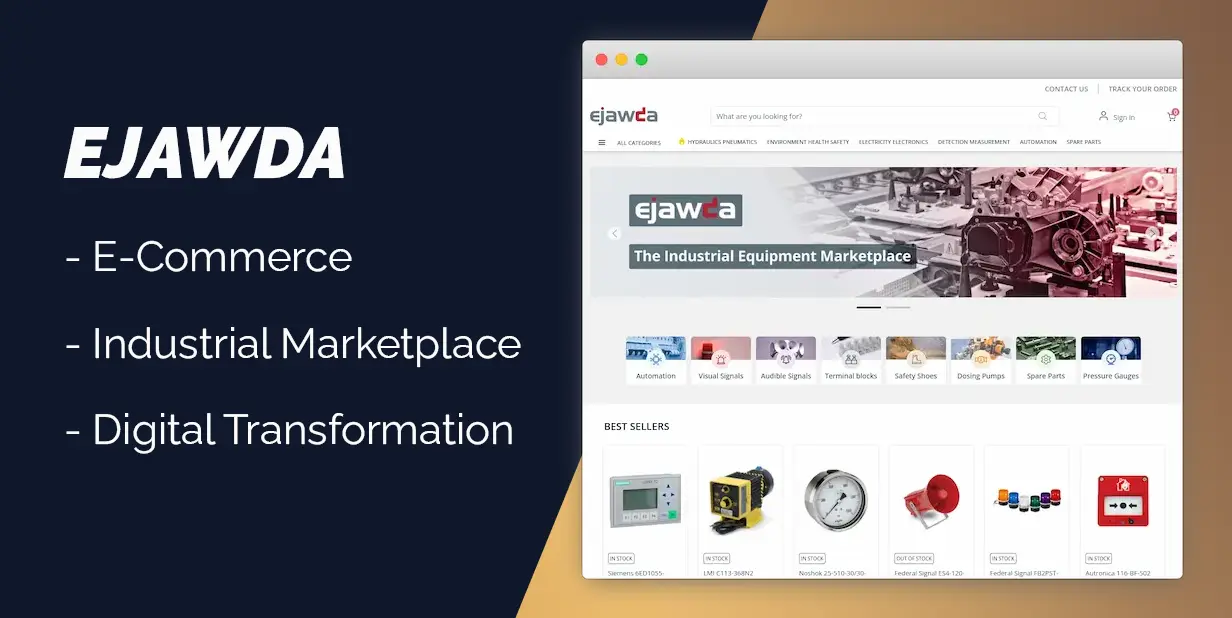 EJAWDA
- E-Commerce
- Industrial Marketplace
- Digital Transformation
CONTACT US
TRACK YOUR ORDER
ejawda
What are you looking for?
Sign in
0
ALL CATEGORIES
HYDRAULICS PNEUMATICS
ENVIRONMENT HEALTH SAFETY
ELECTRICITY ELECTRONICS
DETECTION MEASUREMENT
AUTOMATION
SPARE PARTS
ejawda
The Industrial Equipment Marketplace
Automation
Visual Signals
Audible Signals
Terminal blocks
Safety Shoes
Dosing Pumps
Spare Parts
Pressure Gauges
BEST SELLERS
SIEMENS
IN STOCK
IN STOCK
IN STOCK
OUT OF STOCK
IN STOCK
IN STOCK
Siemens 6ED1055-
LMI C113-368N2
Noshok 25-510-30/30-
Federal Signal ES4-120-
Federal Signal FB2PST-
Autronica 116-BF-502